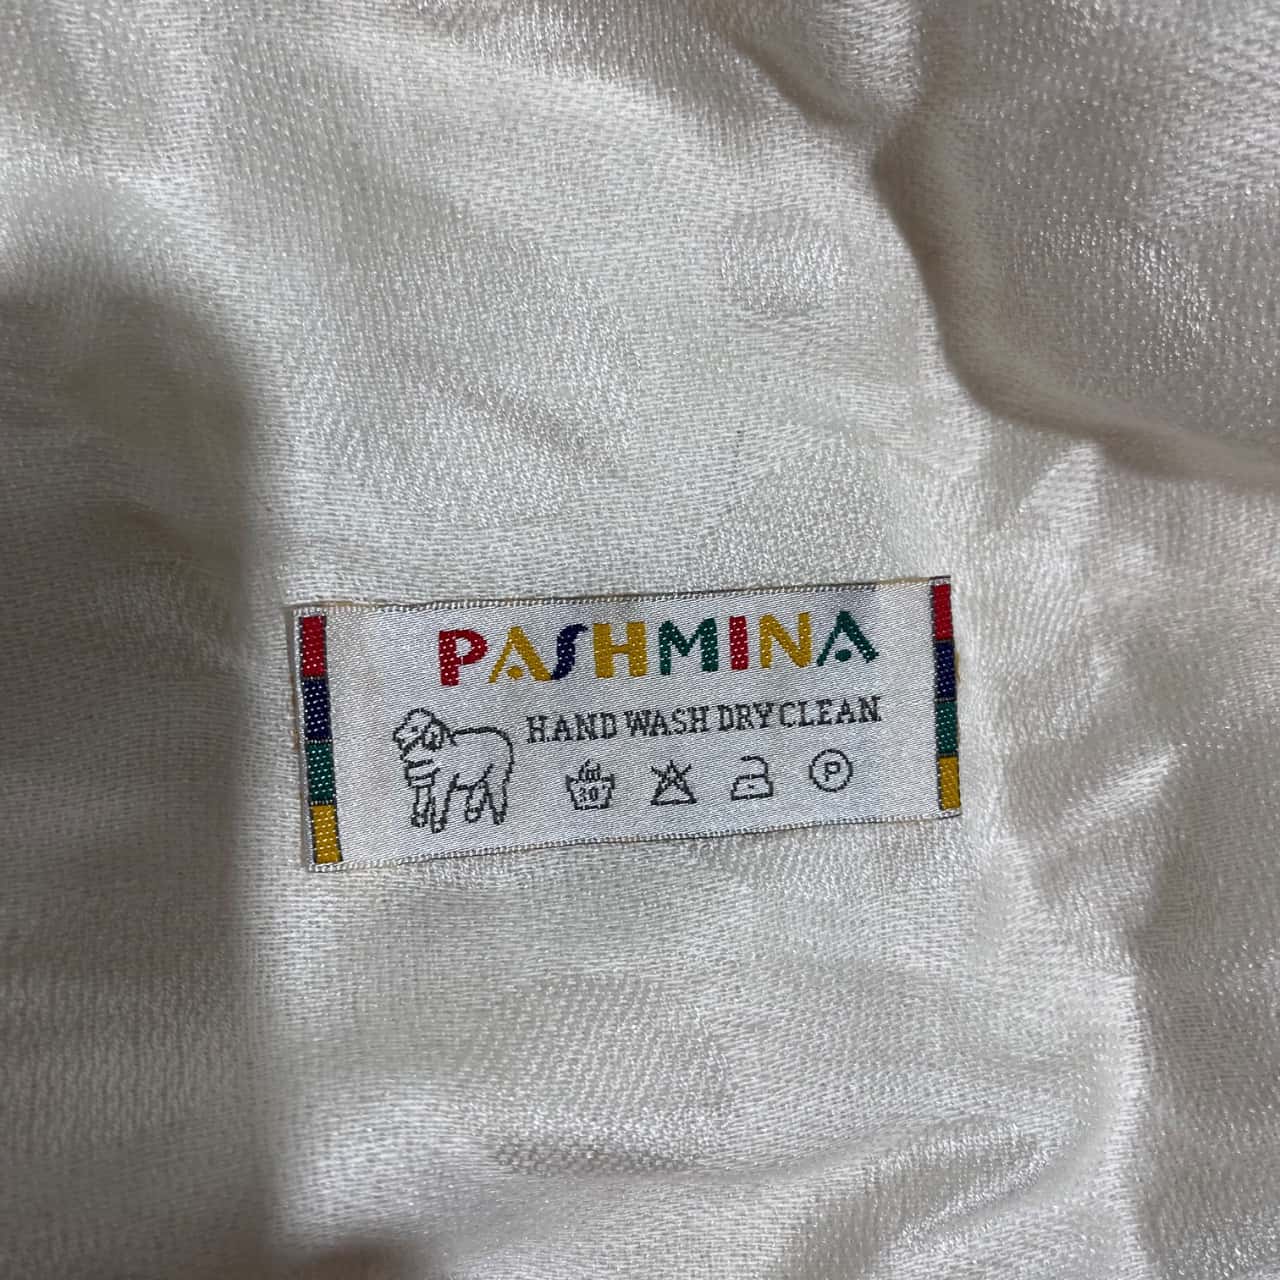 PASHMINA
HAND WASH DRY CLEAN
30°
P